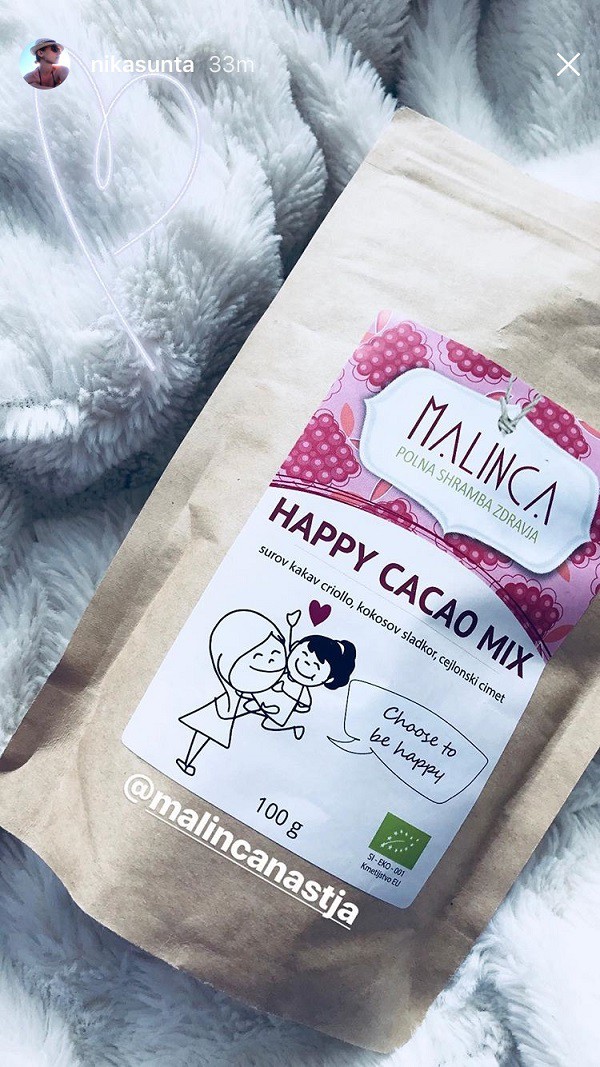 nikasunta 33m
MALINCA
POLNA SHRAMBA ZDRAVJA
HAPPY CACAO MIX
surov kakav criollo, kokosov sladkor, cejlonski cimet
Choose to
be happy
100 g
SI-EKO-001
Kmetijstvo EU
@malincanastja